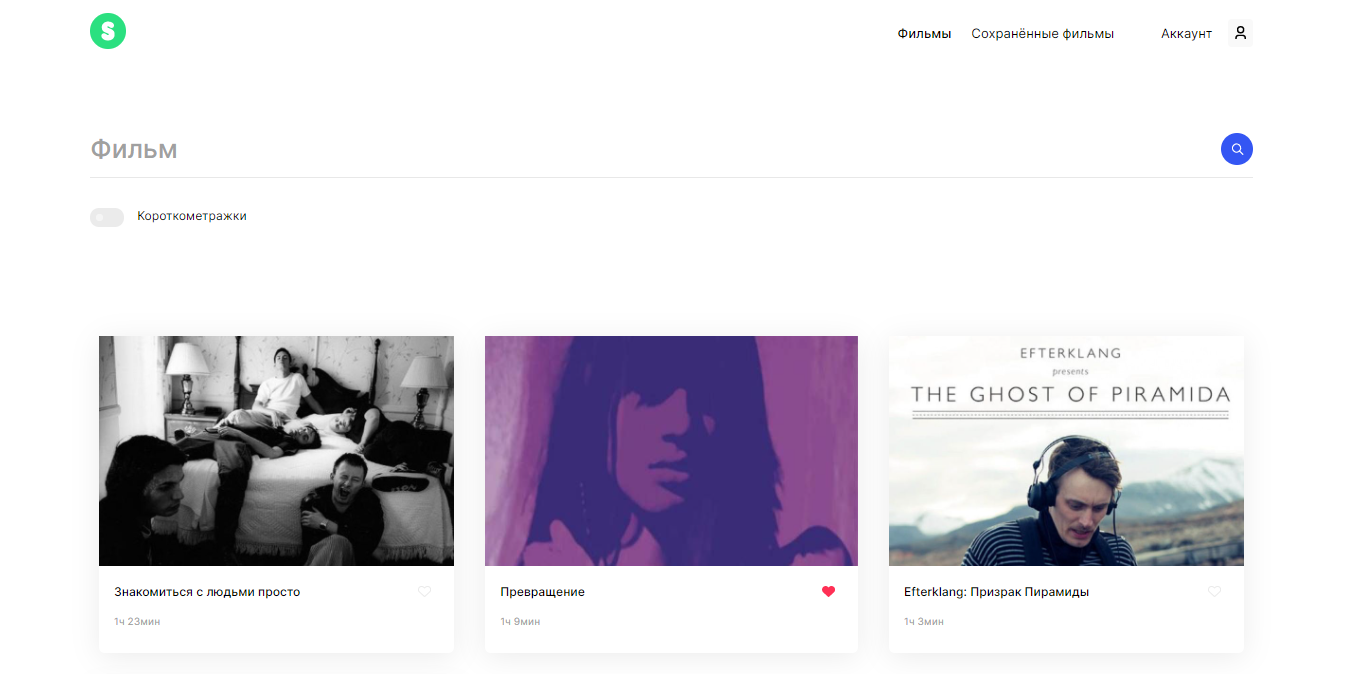 S
Фильмы Сохранённые фильмы Аккаунт
Фильм
Короткометражки
EFTERKLANG
presents
THE GHOST OF PIRAMIDA
Знакомиться с людьми просто
1ч 23мин
Превращение
1ч 9мин
Efterklang: Призрак Пирамиды
1ч 3мин